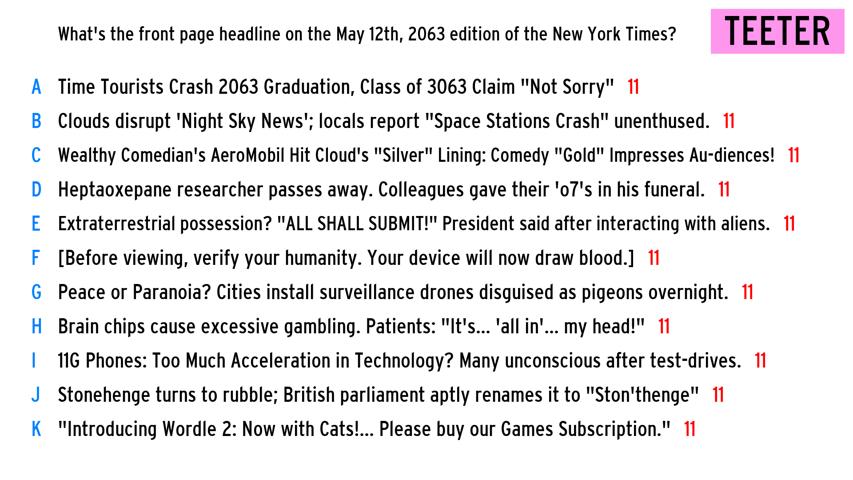 What's the front page headline on the May 12th, 2063 edition of the New York Times?
TEETER
A Time Tourists Crash 2063 Graduation, Class of 3063 Claim "Not Sorry" 11
B Clouds disrupt 'Night Sky News'; locals report "Space Stations Crash" unenthused. 11
C Wealthy Comedian's AeroMobil Hit Cloud's "Silver" Lining: Comedy "Gold" Impresses Au-diences! 11
D Heptaoxepane researcher passes away. Colleagues gave their 'o7's in his funeral. 11
E Extraterrestrial possession? "ALL SHALL SUBMIT!" President said after interacting with aliens. 11
F [Before viewing, verify your humanity. Your device will now draw blood.] 11
G Peace or Paranoia? Cities install surveillance drones disguised as pigeons overnight. 11
H Brain chips cause excessive gambling. Patients: "It's... 'all in'... my head!" 11
I 11G Phones: Too Much Acceleration in Technology? Many unconscious after test-drives. 11
J Stonehenge turns to rubble; British parliament aptly renames it to "Ston'thenge" 11
K "Introducing Wordle 2: Now with Cats!... Please buy our Games Subscription." 11